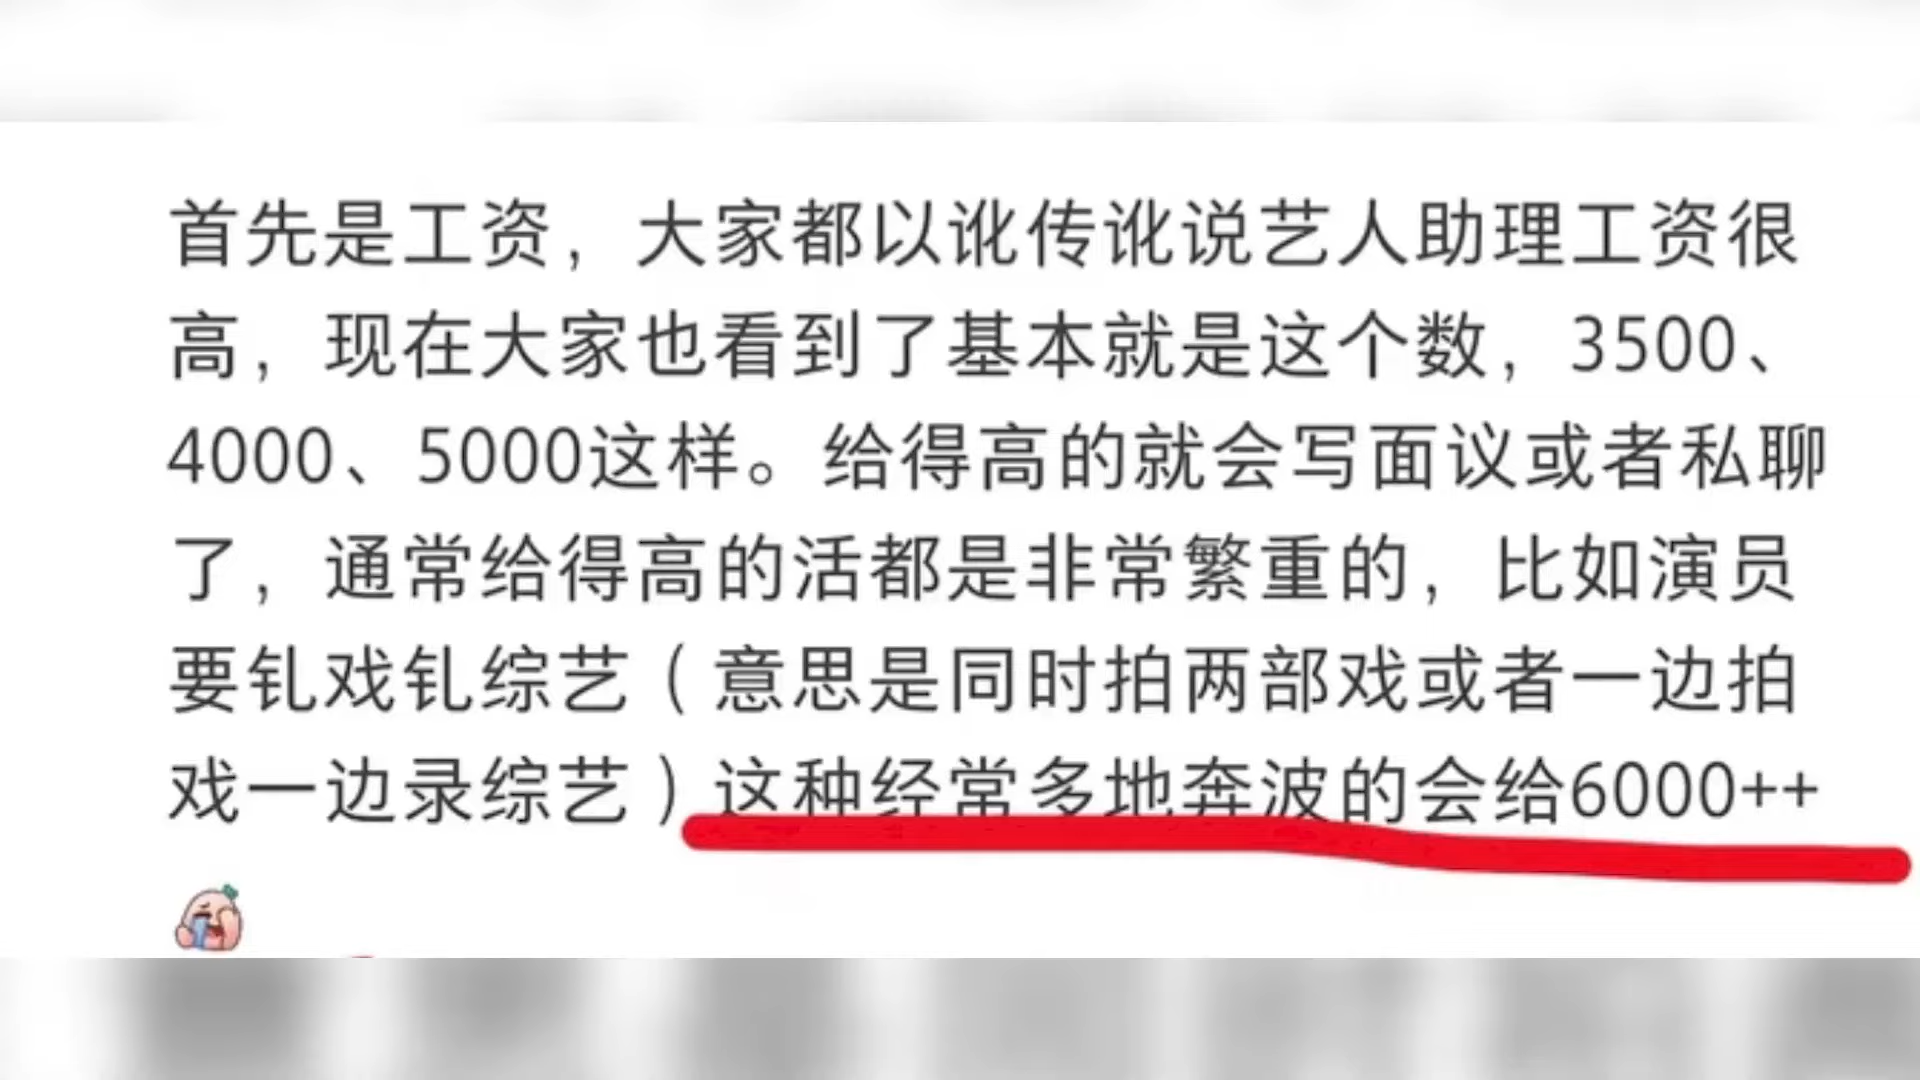 首先是工资，大家都以讹传讹说艺人助理工资很
高，现在大家也看到了基本就是这个数，3500、
4000、5000这样。给得高的就会写面议或者私聊
了，通常给得高的活都是非常繁重的，比如演员
要钆戏钆综艺（意思是同时拍两部戏或者一边拍
戏一边录综艺）这种经常多地奔波的会给6000++